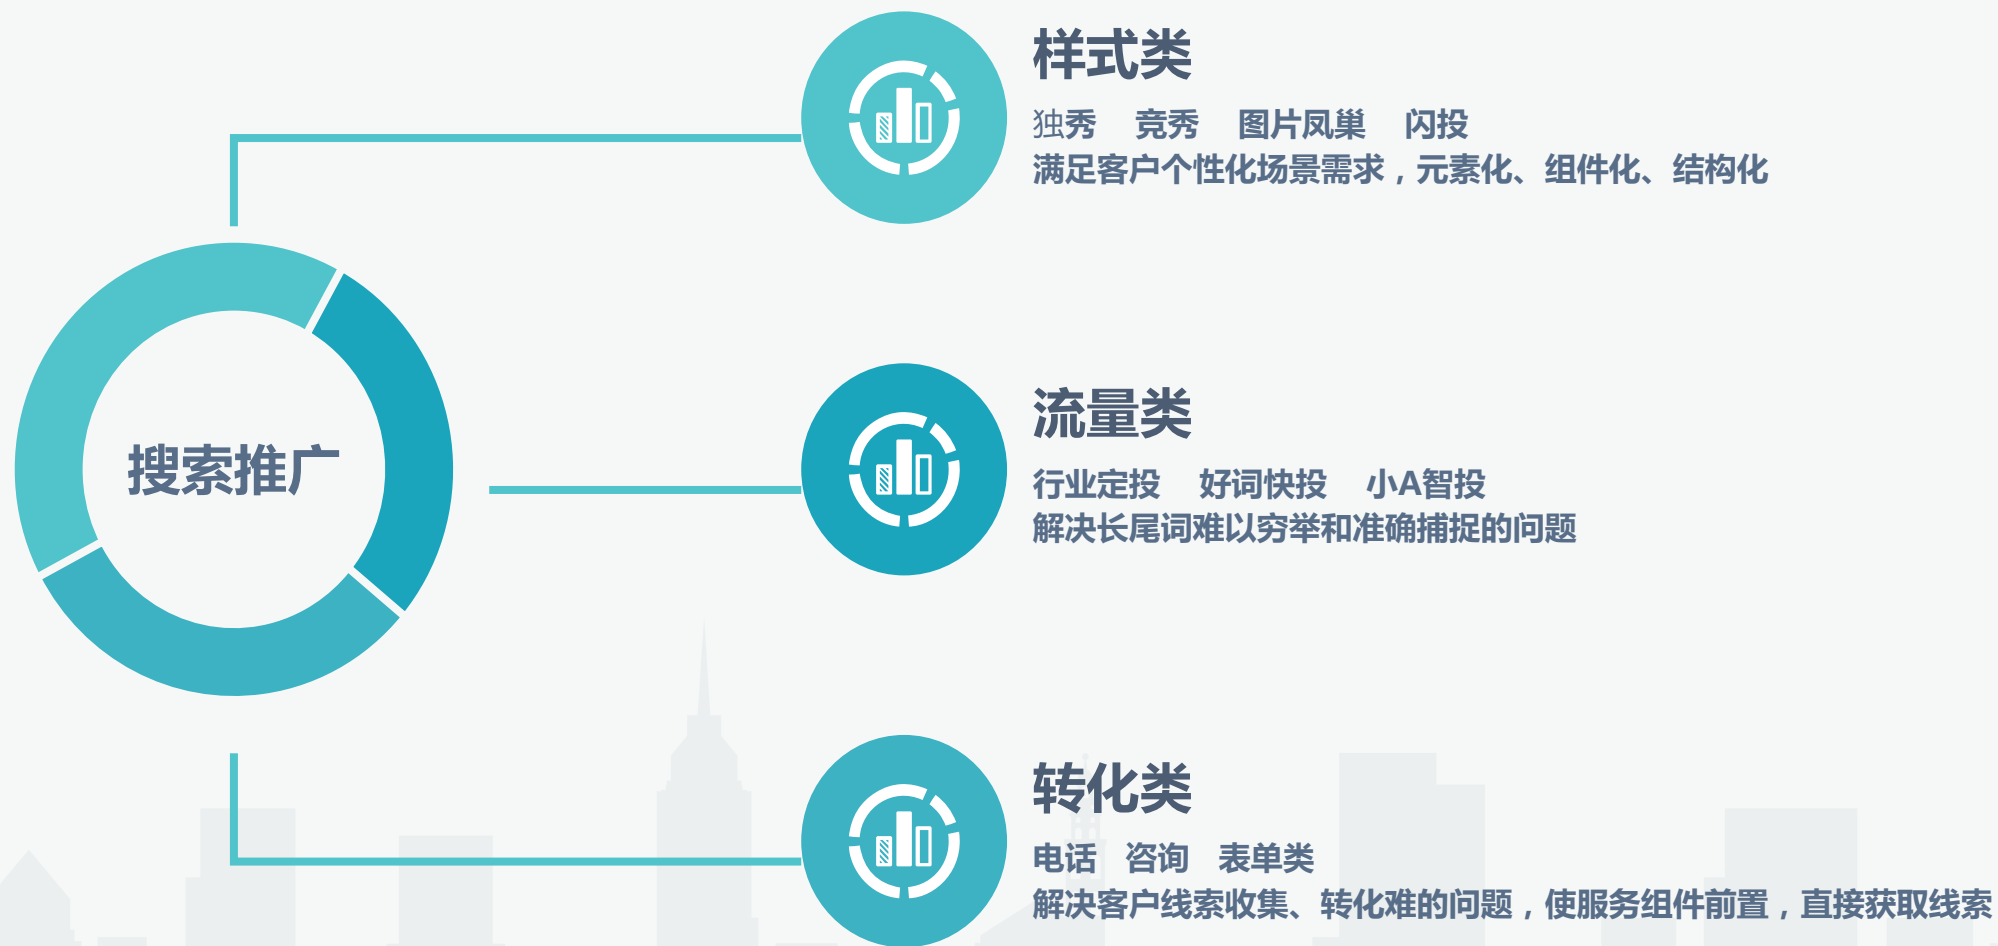 样式类
独秀 竞秀 图片凤巢 闪投
满足客户个性化场景需求，元素化、组件化、结构化
搜索推广
流量类
行业定投 好词快投 小A智投
解决长尾词难以穷举和准确捕捉的问题
转化类
电话 咨询 表单类
解决客户线索收集、转化难的问题，使服务组件前置，直接获取线索